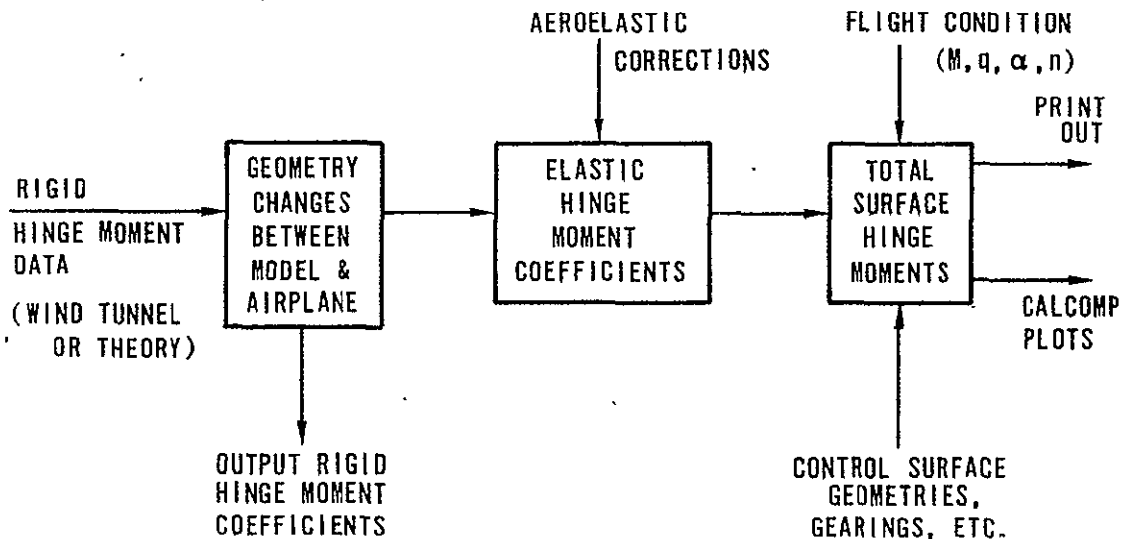 AEROELASTIC
CORRECTIONS
FLIGHT CONDITION
(M, q, α, n)
PRINT
OUT
RIGID
HINGE MOMENT
DATA
(WIND TUNNEL
OR THEORY)
GEOMETRY
CHANGES
BETWEEN
MODEL &
AIRPLANE
ELASTIC
HINGE
MOMENT
COEFFICIENTS
TOTAL
SURFACE
HINGE
MOMENTS
CALCOMP
PLOTS
OUTPUT RIGID
HINGE MOMENT
COEFFICIENTS
CONTROL SURFACE
GEOMETRIES,
GEARINGS, ETC.